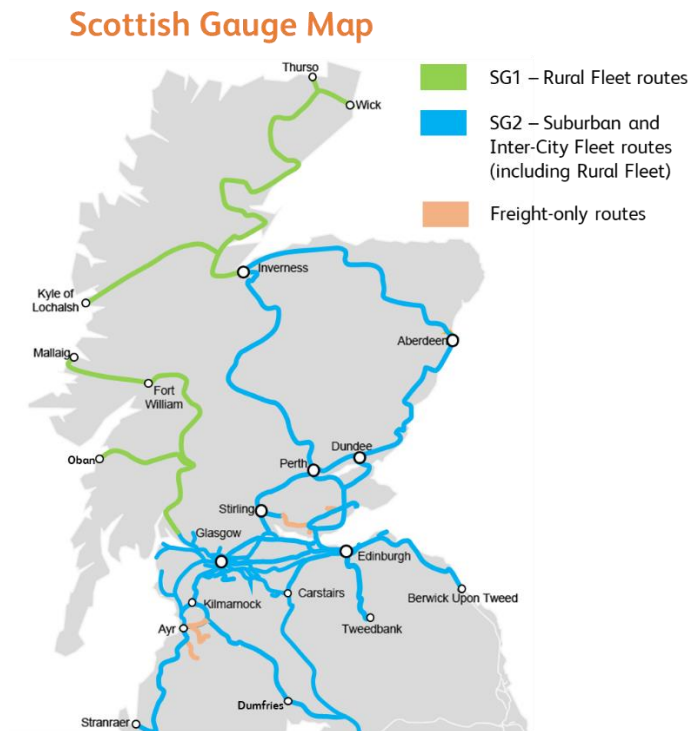 Scottish Gauge Map
SG1 – Rural Fleet routes
SG2 – Suburban and
Inter-City Fleet routes
(including Rural Fleet)
Freight-only routes
Thurso
Wick
Inverness
Kyle of
Lochalsh
Aberdeen
Mallaig
Fort
William
Dundee
Oban
Perth
Stirling
Glasgow
Edinburgh
Carstairs
Berwick Upon Tweed
Kilmarnock
Tweedbank
Ayr
Dumfries
Stranraer